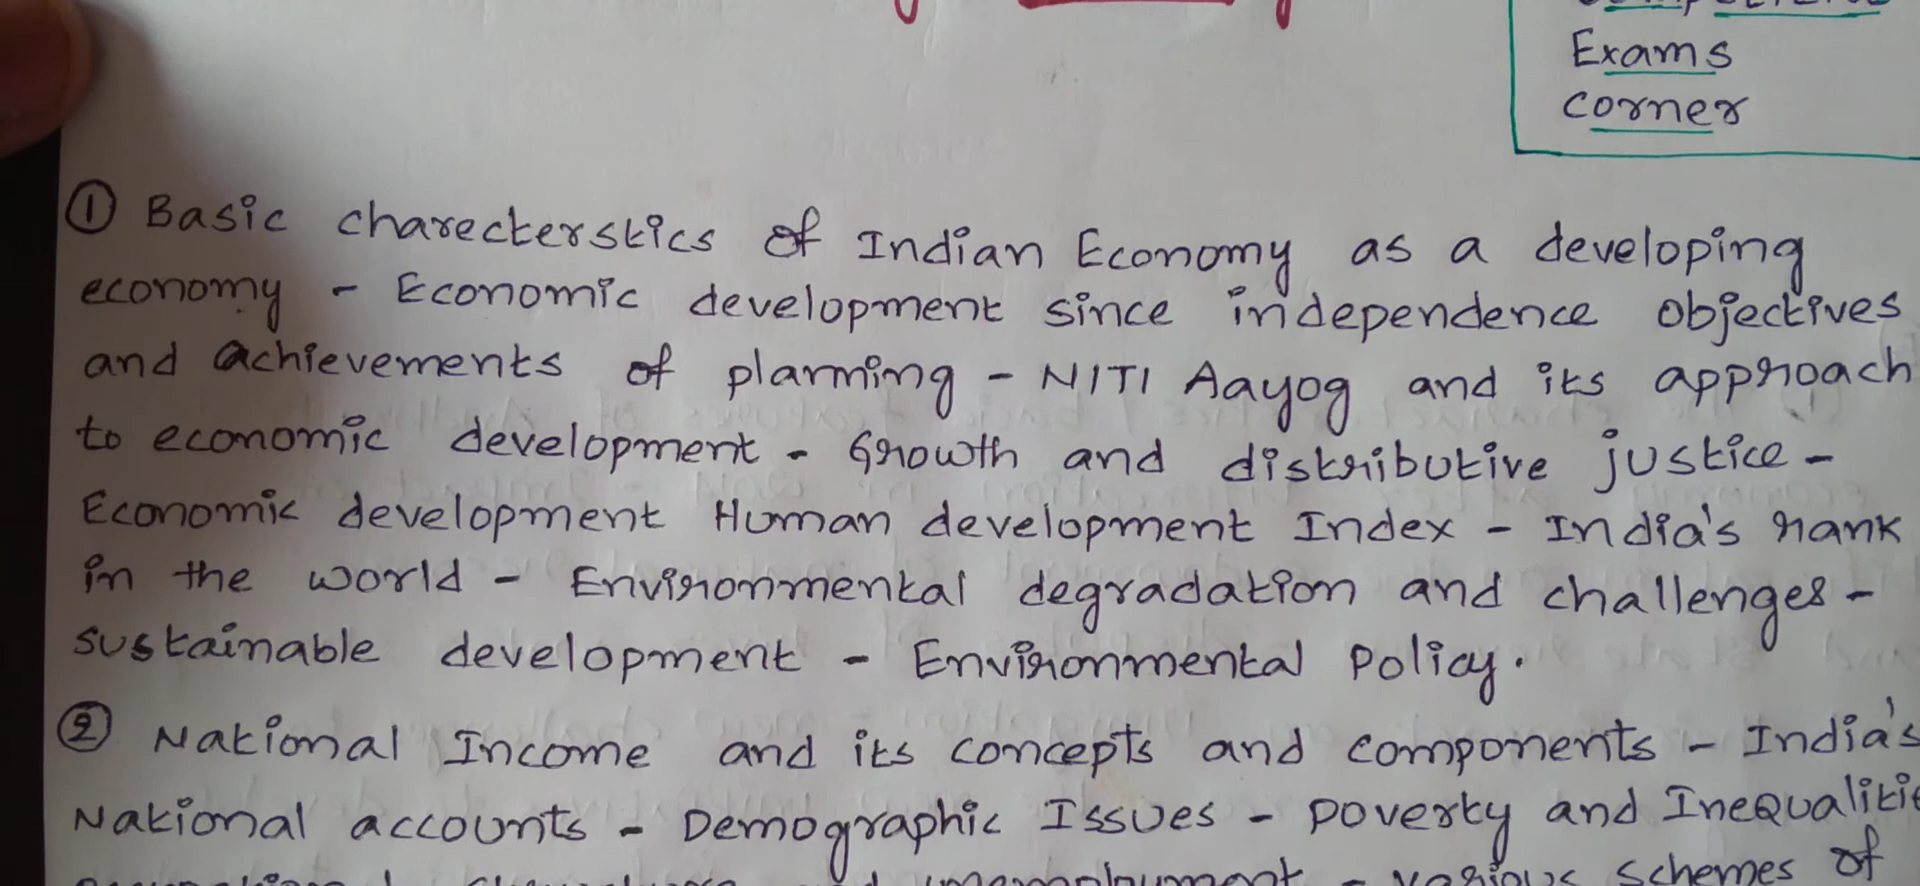 Exams
corner
① Basic charecterstics of Indian Economy as a developing
economy - Economic development since independence objectives
and achievements of planning - NITI Aayog and its approach
to economic development - Growth and distributive justice -
Economic development Human development Index - India's rank
in the world - Environmental degradation and challenges -
sustainable development - Environmental policy.
② National Income and its concepts and components - India's
National accounts - Demographic Issues - poverty and
unemployment - various schemes of